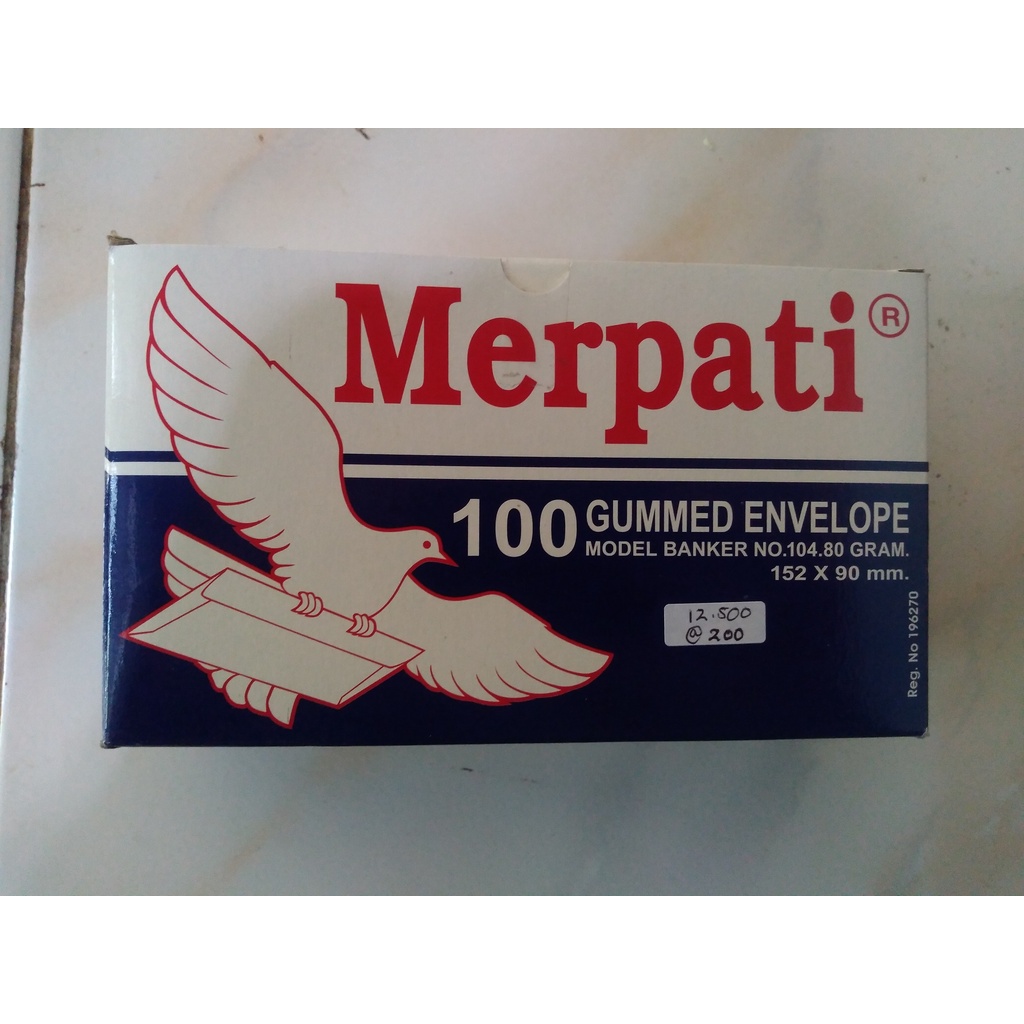 Merpati®
100 GUMMED ENVELOPE
MODEL BANKER NO.104.80 GRAM.
152 X 90 mm.
12.500
@ 200
Reg. No 196270